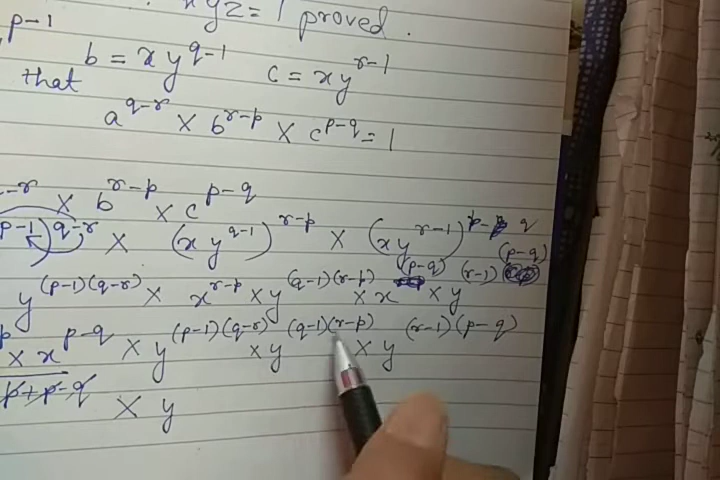 xyz = 1 proved.
p-1
b = xy^{q-1} c = xy^{r-1}
that
a^{q-r} × b^{r-p} × c^{p-q} = 1
-r × b^{r-p} × c^{p-q}
p-1)^{q-r} × (xy^{q-1})^{r-p} × (xy^{r-1})^{p-q}
y^{(p-1)(q-r)} × x^{r-p} × y^{(q-1)(r-p)} × x^{(p-q)} × y^{(r-1)(p-q)}
p × x^{p-q} × y^{(p-1)(q-r)} × y^{(q-1)(r-p)} × y^{(r-1)(p-q)}
p+p-q × y